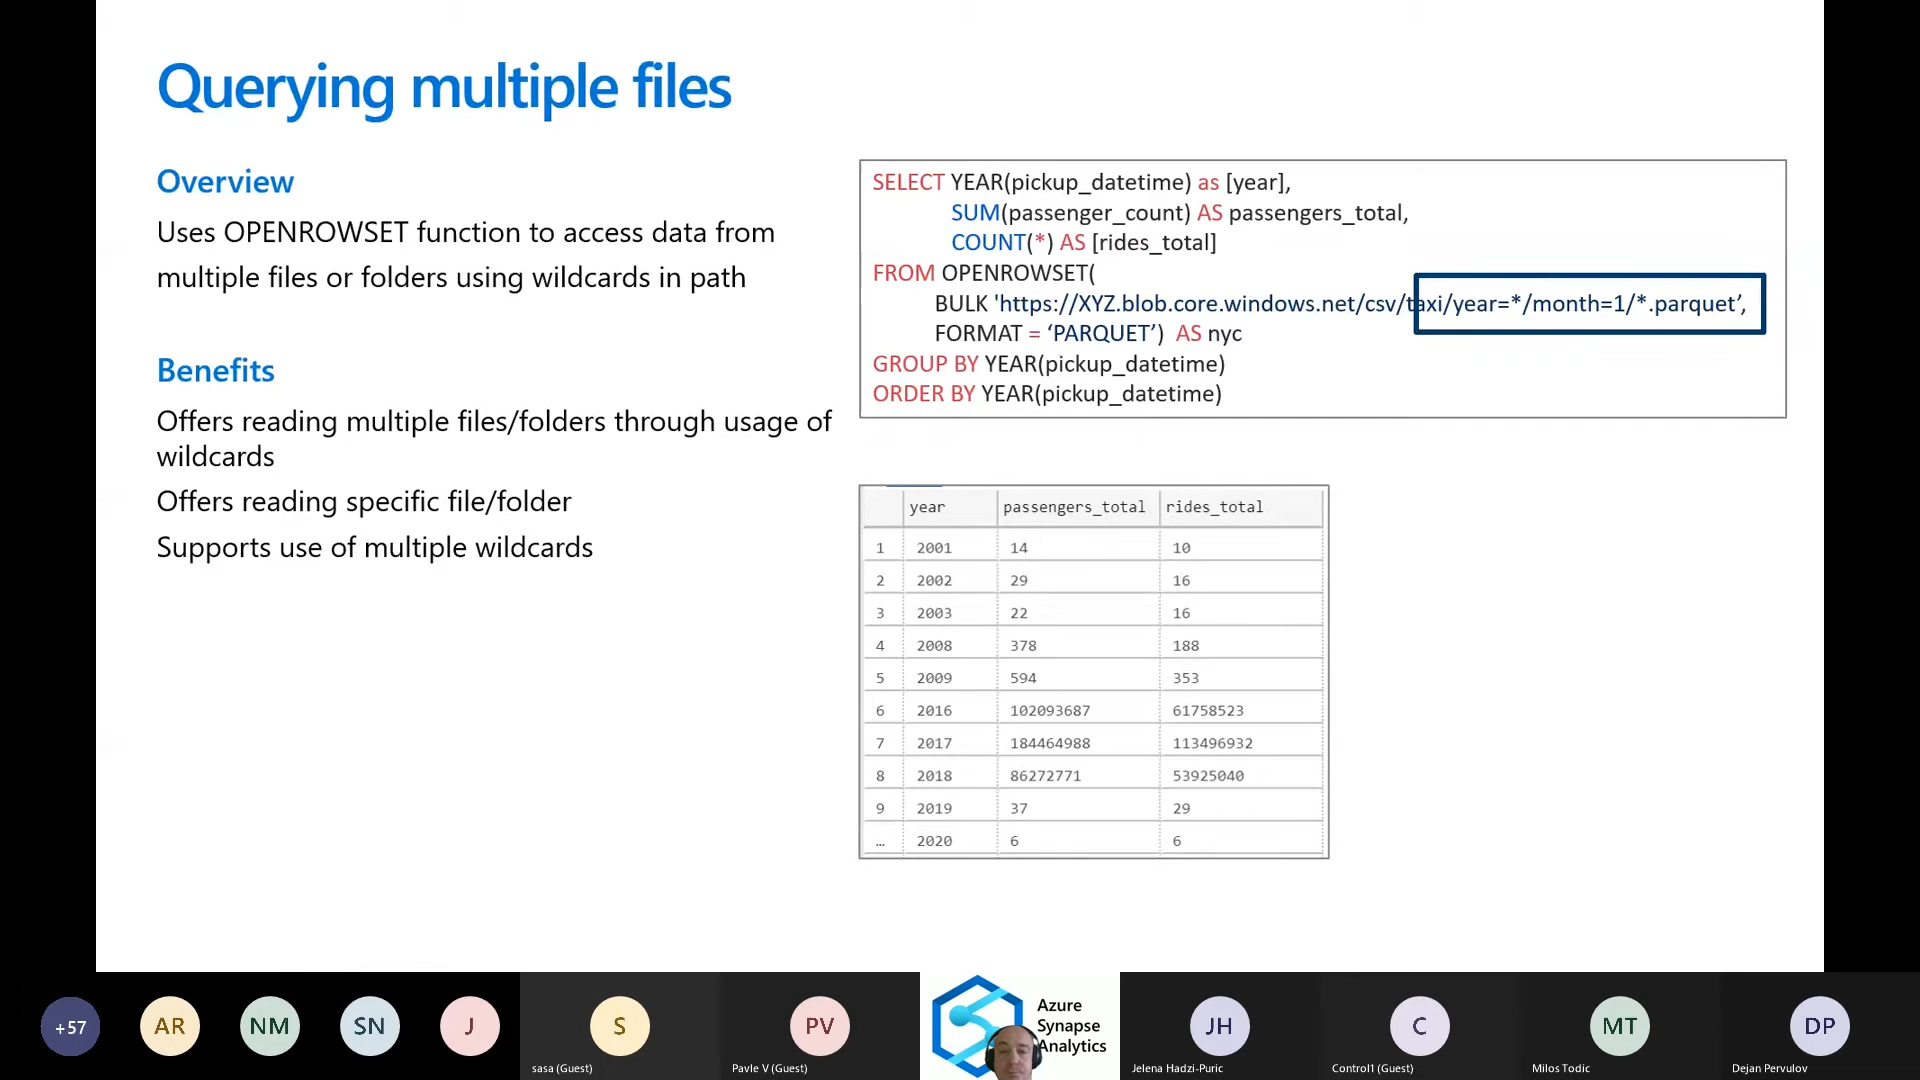 Querying multiple files
Overview
Uses OPENROWSET function to access data from
multiple files or folders using wildcards in path
Benefits
Offers reading multiple files/folders through usage of
wildcards
Offers reading specific file/folder
Supports use of multiple wildcards
SELECT YEAR(pickup_datetime) as [year],
SUM(passenger_count) AS passengers_total,
COUNT(*) AS [rides_total]
FROM OPENROWSET(
BULK 'https://XYZ.blob.core.windows.net/csv/taxi/year=*/month=1/*.parquet’,
FORMAT = ‘PARQUET’) AS nyc
GROUP BY YEAR(pickup_datetime)
ORDER BY YEAR(pickup_datetime)
year passengers_total rides_total
1 2001 14 10
2 2002 29 16
3 2003 22 16
4 2008 378 188
5 2009 594 353
6 2016 102093687 61758523
7 2017 184464988 113496932
8 2018 86272771 53925040
9 2019 37 29
... 2020 6 6
+57 AR NM SN J S PV JH C MT DP
Azure
Synapse
Analytics
sasa (Guest) Pavle V (Guest) Jelena Hadzi-Puric Control1 (Guest) Milos Todic Dejan Pervulov